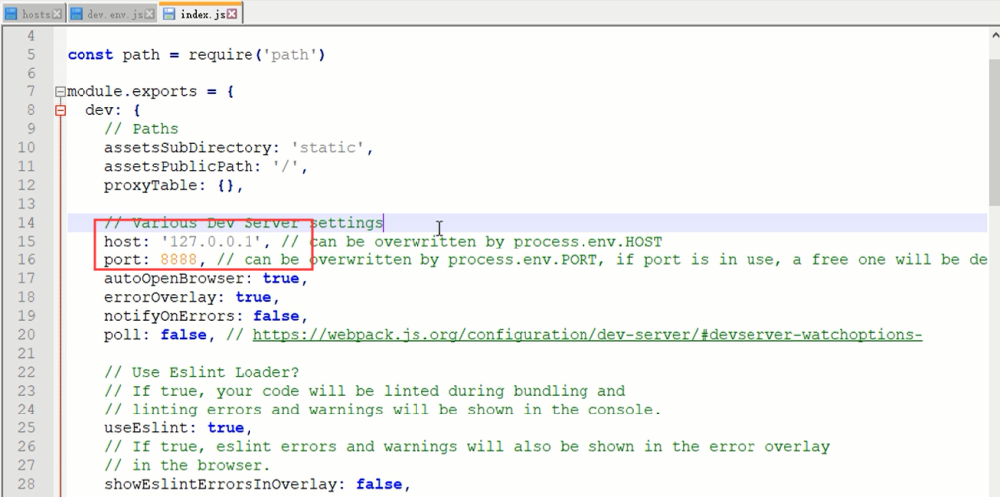 hosts dev.env.js index.js
4
5 const path = require('path')
6
7 module.exports = {
8 dev: {
9 // Paths
10 assetsSubDirectory: 'static',
11 assetsPublicPath: '/',
12 proxyTable: {},
13
14 // Various Dev Server settings
15 host: '127.0.0.1', // can be overwritten by process.env.HOST
16 port: 8888, // can be overwritten by process.env.PORT, if port is in use, a free one will be de
17 autoOpenBrowser: true,
18 errorOverlay: true,
19 notifyOnErrors: false,
20 poll: false, // https://webpack.js.org/configuration/dev-server/#devserver-watchoptions-
21
22 // Use Eslint Loader?
23 // If true, your code will be linted during bundling and
24 // linting errors and warnings will be shown in the console.
25 useEslint: true,
26 // If true, eslint errors and warnings will also be shown in the error overlay
27 // in the browser.
28 showEslintErrorsInOverlay: false,